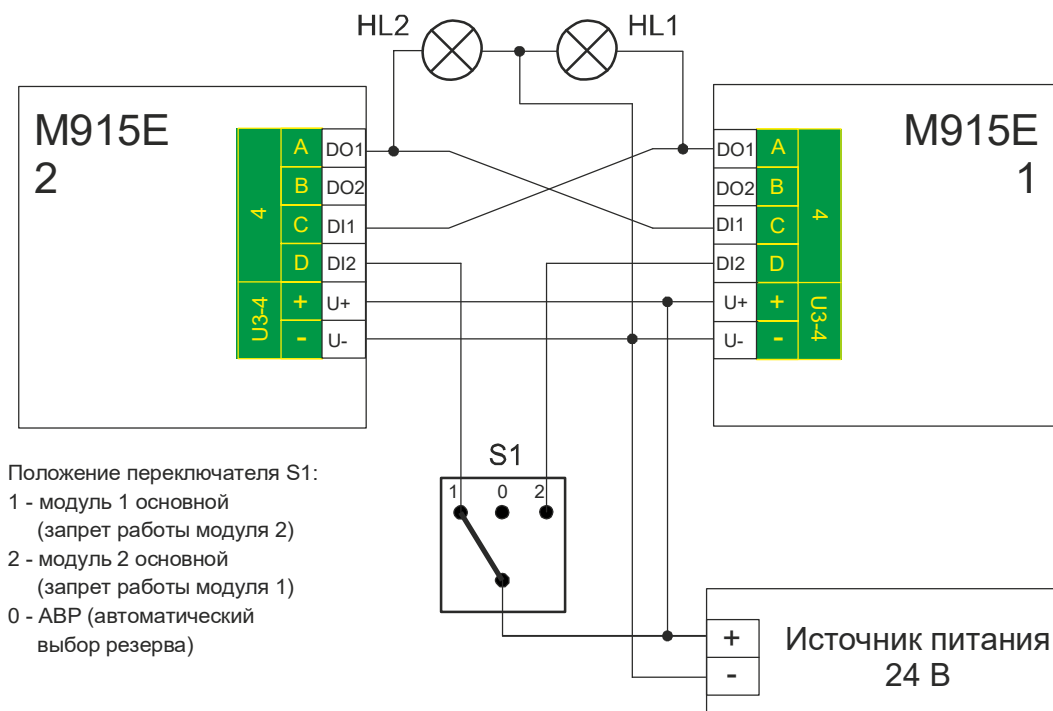 HL2
HL1
M915E
2
M915E
1
4
A
DO1
B
DO2
C
DI1
D
DI2
U3-4
+
U+
-
U-
DO1
A
DO2
B
DI1
C
DI2
D
4
U+
+
U-
-
U3-4
S1
1 0 2
Положение переключателя S1:
1 - модуль 1 основной
(запрет работы модуля 2)
2 - модуль 2 основной
(запрет работы модуля 1)
0 - АВР (автоматический
выбор резерва)
+
-
Источник питания
24 В